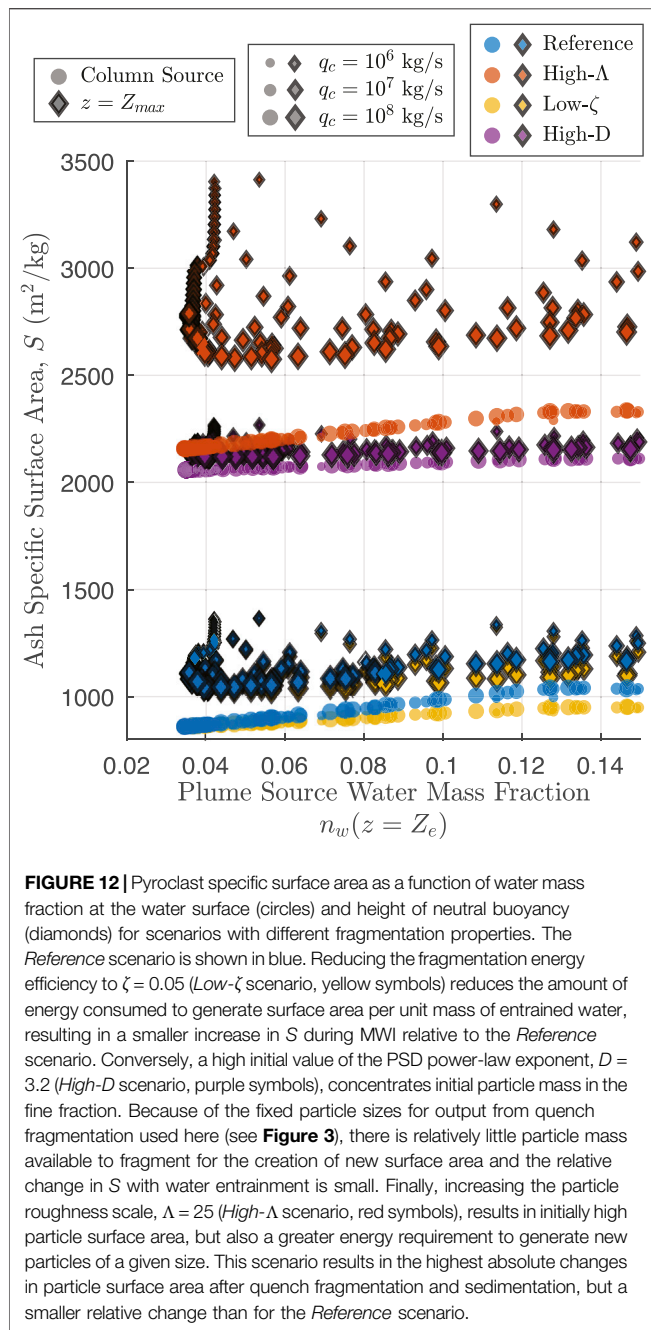 Column Source
z = Z_max
q_c = 10^6 kg/s
q_c = 10^7 kg/s
q_c = 10^8 kg/s
Reference
High-Λ
Low-ζ
High-D
3500
3000
2500
2000
1500
1000
Ash Specific Surface Area, S (m²/kg)
0.02 0.04 0.06 0.08 0.1 0.12 0.14
Plume Source Water Mass Fraction
n_w(z = Z_e)
FIGURE 12 | Pyroclast specific surface area as a function of water mass
fraction at the water surface (circles) and height of neutral buoyancy
(diamonds) for scenarios with different fragmentation properties. The
Reference scenario is shown in blue. Reducing the fragmentation energy
efficiency to ζ = 0.05 (Low-ζ scenario, yellow symbols) reduces the amount of
energy consumed to generate surface area per unit mass of entrained water,
resulting in a smaller increase in S during MWI relative to the Reference
scenario. Conversely, a high initial value of the PSD power-law exponent, D =
3.2 (High-D scenario, purple symbols), concentrates initial particle mass in the
fine fraction. Because of the fixed particle sizes for output from quench
fragmentation used here (see Figure 3), there is relatively little particle mass
available to fragment for the creation of new surface area and the relative
change in S with water entrainment is small. Finally, increasing the particle
roughness scale, Λ = 25 (High-Λ scenario, red symbols), results in initially high
particle surface area, but also a greater energy requirement to generate new
particles of a given size. This scenario results in the highest absolute changes
in particle surface area after quench fragmentation and sedimentation, but a
smaller relative change than for the Reference scenario.